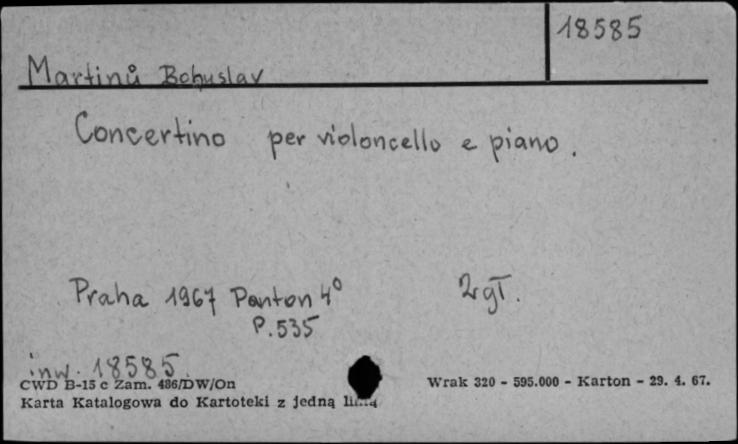 18585
Martinů Bohuslav
Concertino per violoncello e piano.
Praha 1967 Panton 4° 2 gł.
P.535
inw. 18585.
CWD B-15 c Zam. 486/DW/On Wrak 320 - 595.000 - Karton - 29. 4. 67.
Karta Katalogowa do Kartoteki z jedną